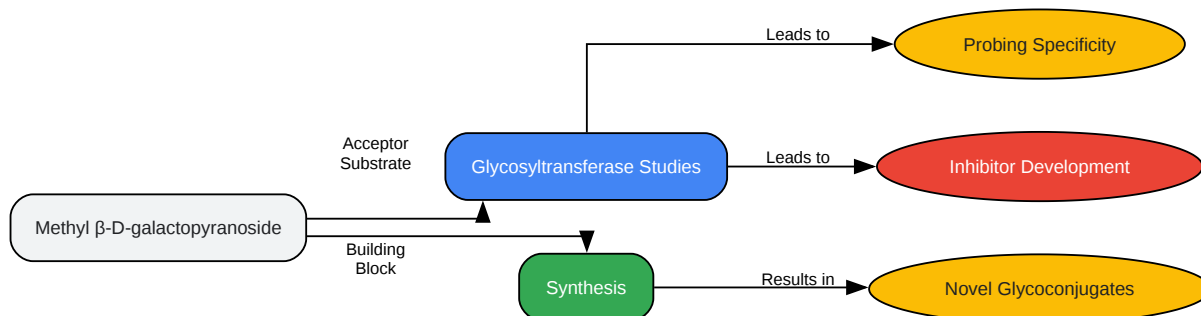 Leads to
Probing Specificity
Acceptor
Substrate
Glycosyltransferase Studies
Leads to
Inhibitor Development
Methyl β-D-galactopyranoside
Building
Block
Synthesis
Results in
Novel Glycoconjugates